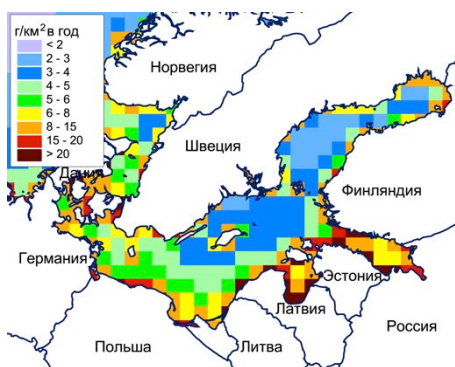 г/км² в год
< 2
2 - 3
3 - 4
4 - 5
5 - 6
6 - 8
8 - 15
15 - 20
> 20
Норвегия
Швеция
Дания
Финляндия
Германия
Эстония
Латвия
Россия
Польша
Литва